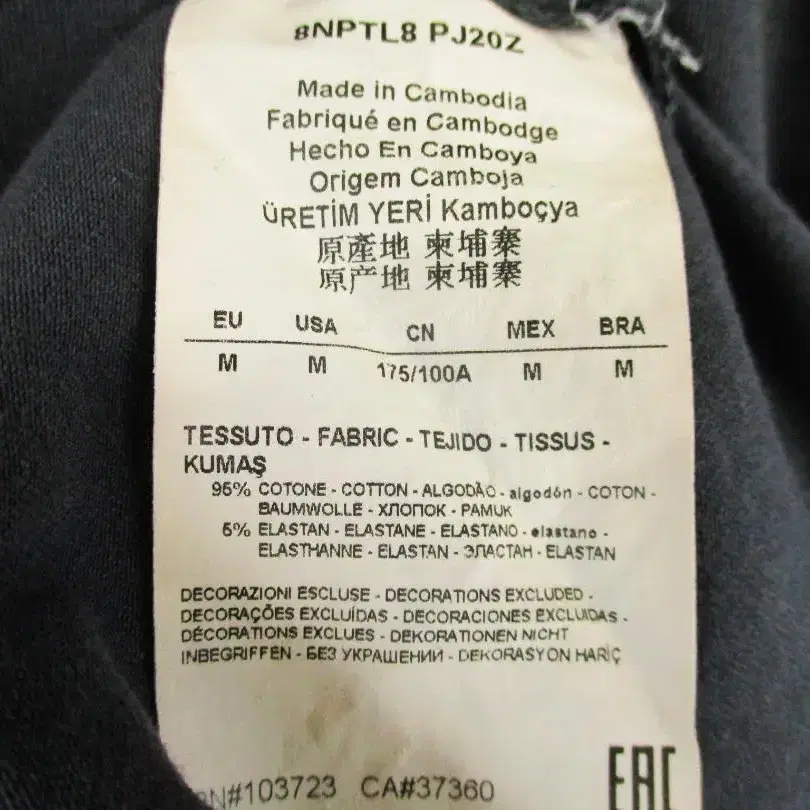 8NPTL8 PJ20Z
Made in Cambodia
Fabriqué en Cambodge
Hecho En Camboya
Origem Camboja
ÜRETİM YERİ Kamboçya
原產地 柬埔寨
原产地 柬埔寨
EU USA CN MEX BRA
M M 175/100A M M
TESSUTO - FABRIC - TEJIDO - TISSUS -
KUMAŞ
95% COTONE - COTTON - ALGODÃO - algodón - COTON -
BAUMWOLLE - ХЛОПОК - PAMUK
5% ELASTAN - ELASTANE - ELASTANO - elastano -
ELASTHANNE - ELASTAN - ЭЛАСТАН - ELASTAN
DECORAZIONI ESCLUSE - DECORATIONS EXCLUDED -
DECORAÇÕES EXCLUÍDAS - DECORACIONES EXCLUIDAS -
DÉCORATIONS EXCLUES - DEKORATIONEN NICHT
INBEGRIFFEN - БЕЗ УКРАШЕНИИ - DEKORASYON HARİÇ
RN#103723 CA#37360
EAC